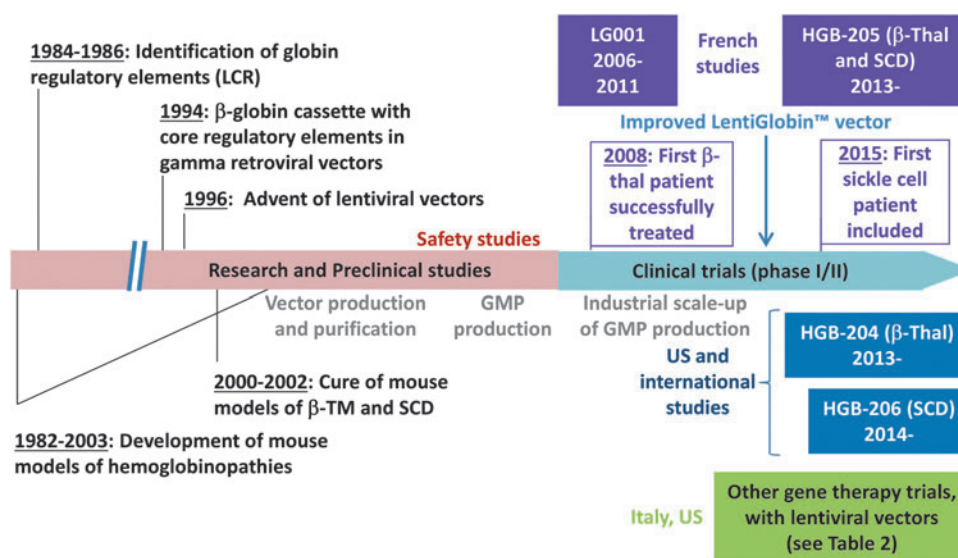 1984-1986: Identification of globin
regulatory elements (LCR)
1994: β-globin cassette with
core regulatory elements in
gamma retroviral vectors
1996: Advent of lentiviral vectors
LG001
2006-
2011
French
studies
HGB-205 (β-Thal
and SCD)
2013-
Improved LentiGlobin™ vector
2008: First β-
thal patient
successfully
treated
2015: First
sickle cell
patient
included
Safety studies
Research and Preclinical studies
Clinical trials (phase I/II)
Vector production
and purification
GMP
production
Industrial scale-up
of GMP production
2000-2002: Cure of mouse
models of β-TM and SCD
1982-2003: Development of mouse
models of hemoglobinopathies
US and
international
studies
HGB-204 (β-Thal)
2013-
HGB-206 (SCD)
2014-
Italy, US
Other gene therapy trials,
with lentiviral vectors
(see Table 2)